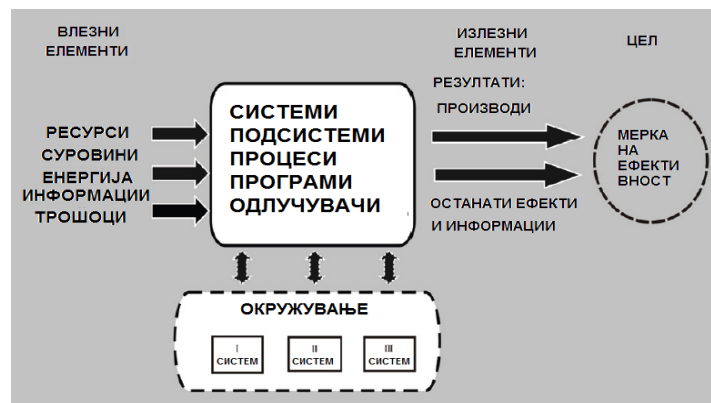 ВЛЕЗНИ
ЕЛЕМЕНТИ
РЕСУРСИ
СУРОВИНИ
ЕНЕРГИЈА
ИНФОРМАЦИИ
ТРОШОЦИ
СИСТЕМИ
ПОДСИСТЕМИ
ПРОЦЕСИ
ПРОГРАМИ
ОДЛУЧУВАЧИ
ИЗЛЕЗНИ
ЕЛЕМЕНТИ
РЕЗУЛТАТИ:
ПРОИЗВОДИ
ОСТАНАТИ ЕФЕКТИ
И ИНФОРМАЦИИ
ЦЕЛ
МЕРКА
НА
ЕФЕКТИ
ВНОСТ
ОКРУЖУВАЊЕ
I
СИСТЕМ
II
СИСТЕМ
III
СИСТЕМ